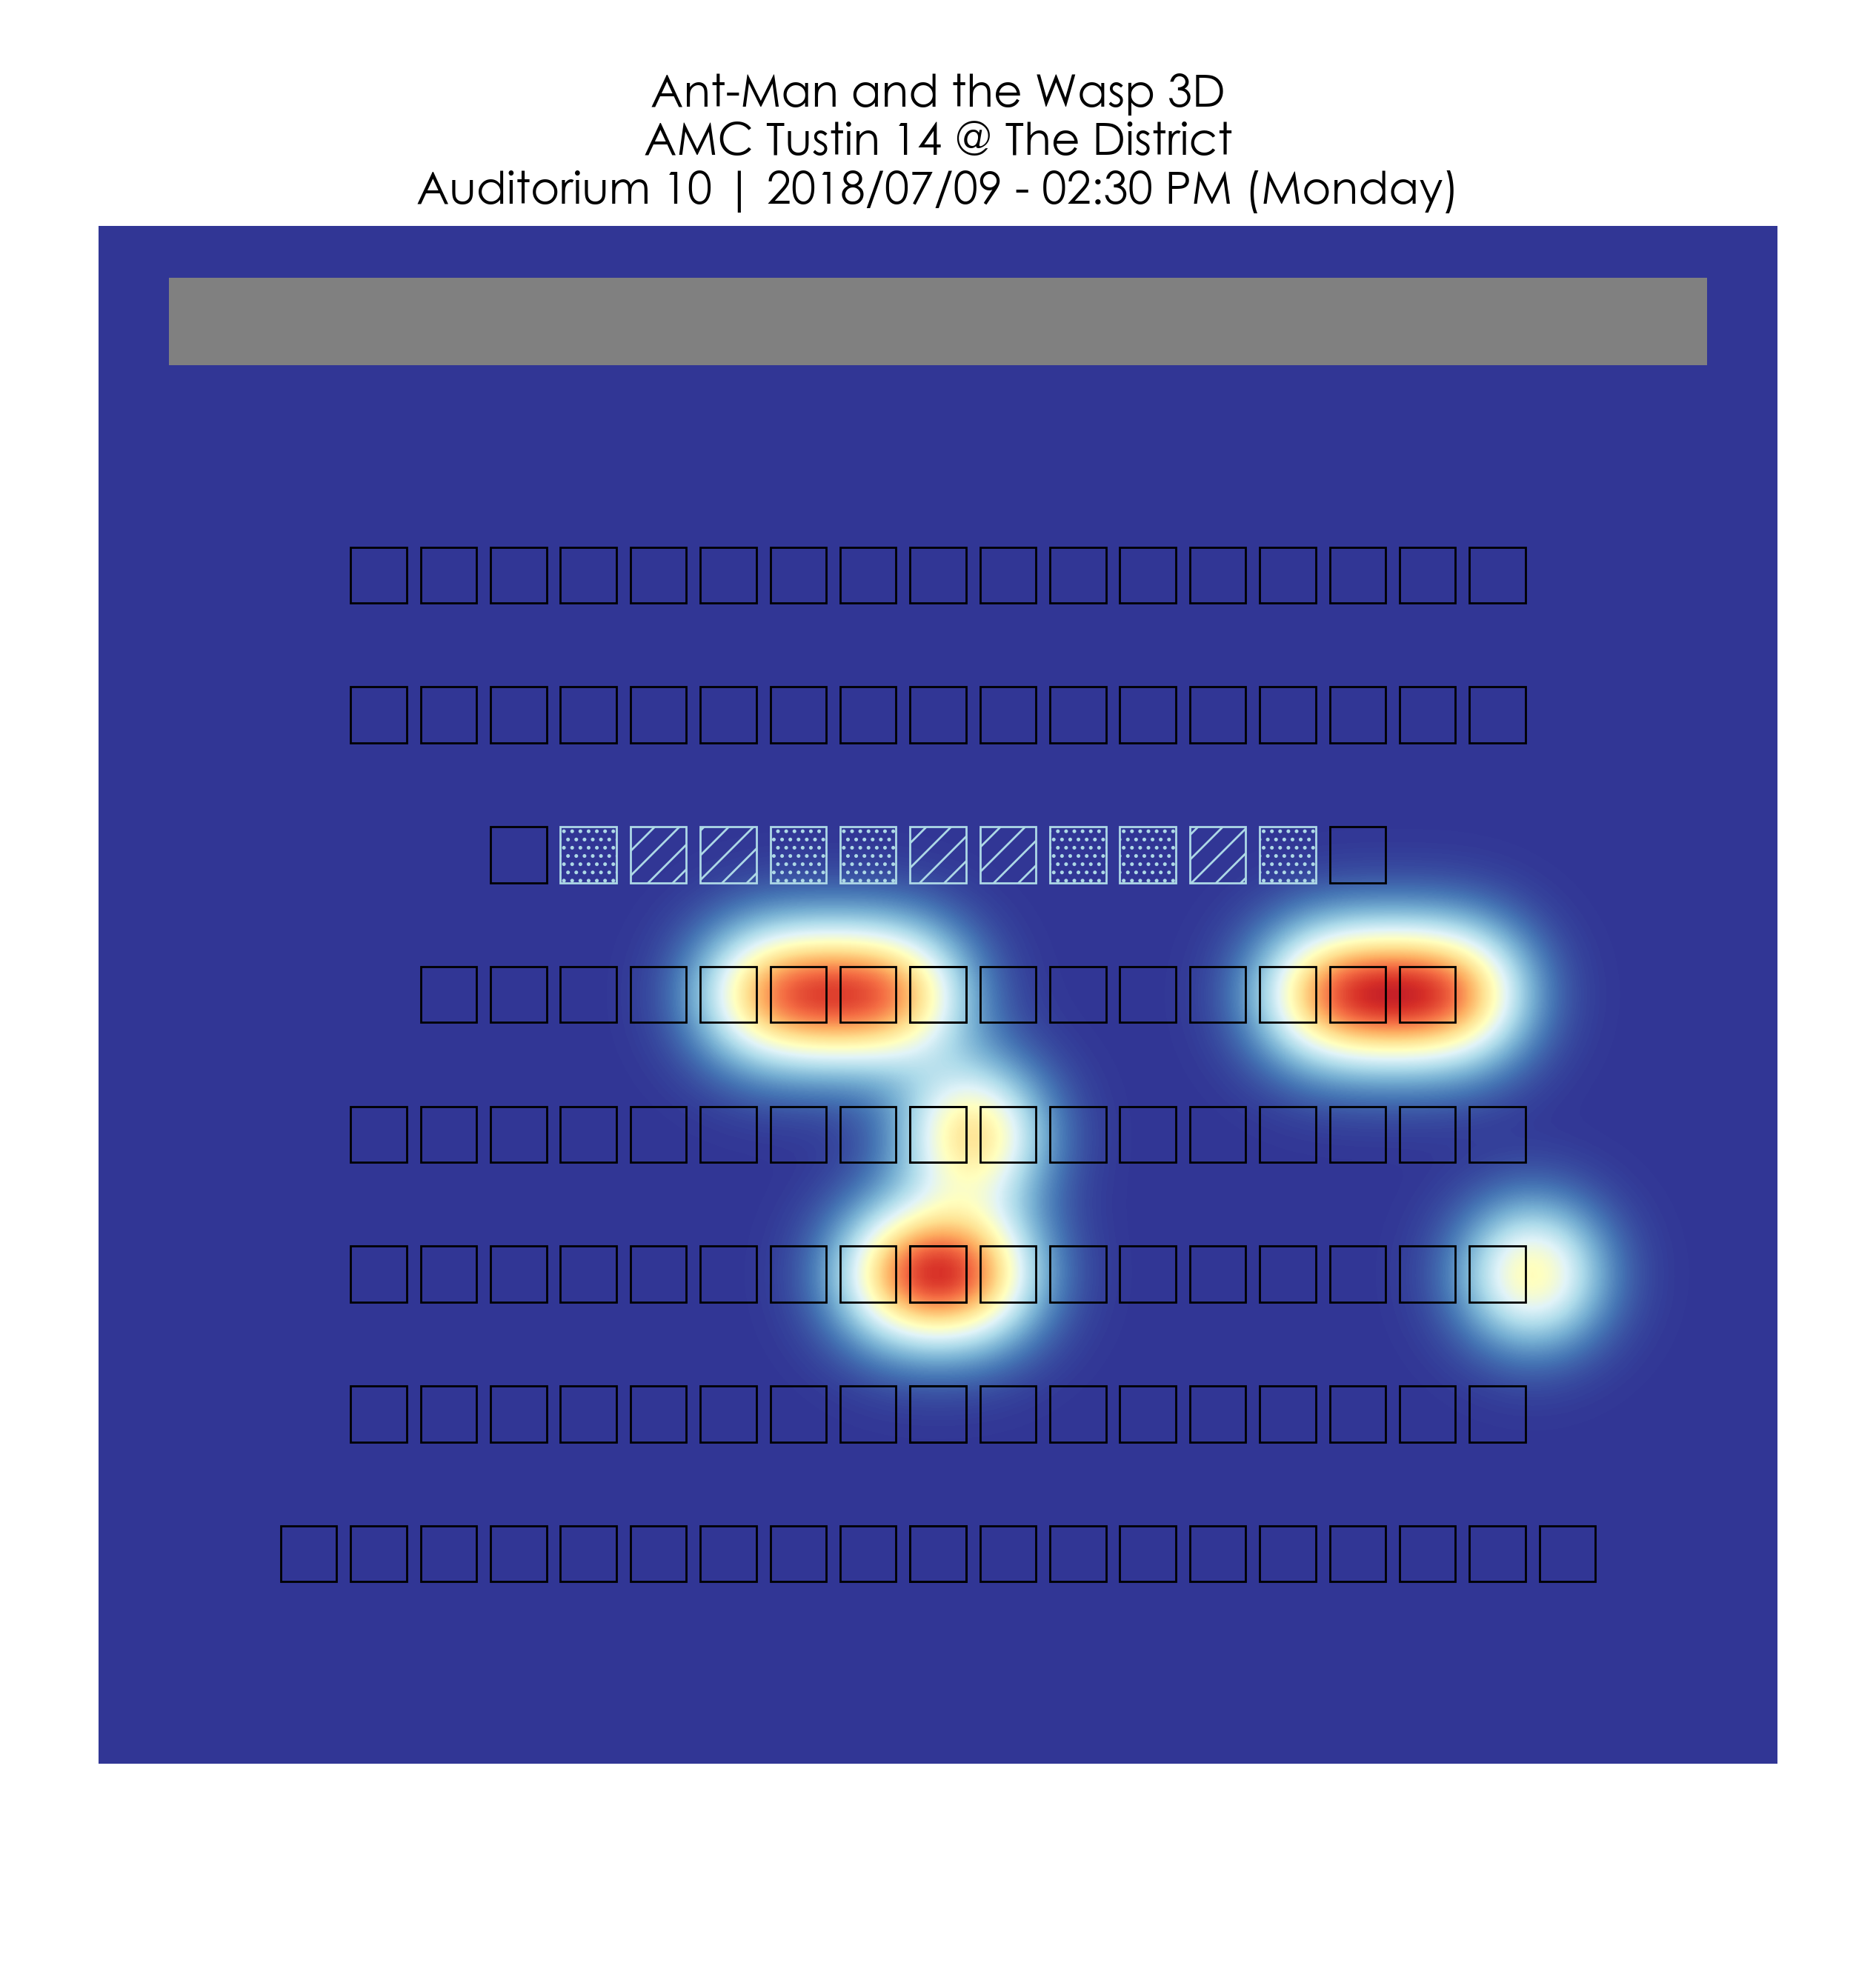 Ant-Man and the Wasp 3D
AMC Tustin 14 @ The District
Auditorium 10 | 2018/07/09 - 02:30 PM (Monday)